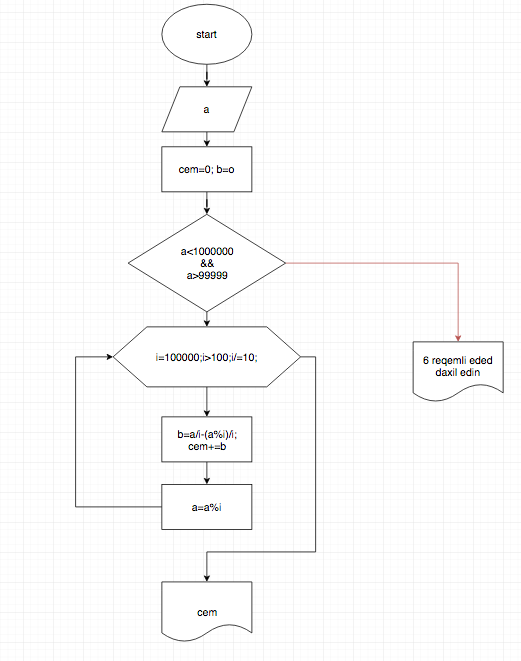 start
a
cem=0; b=o
a<1000000
&&
a>99999
i=100000;i>100;i/=10;
6 reqemli eded
daxil edin
b=a/i-(a%i)/i;
cem+=b
a=a%i
cem